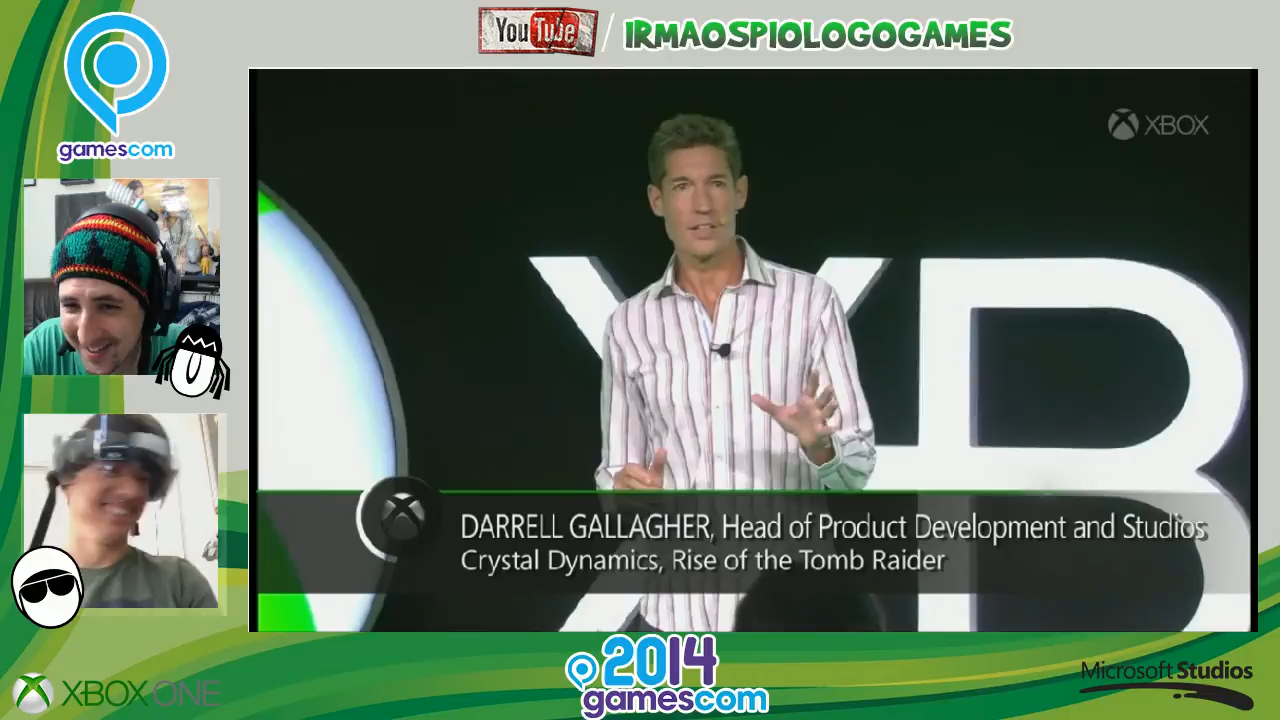 YouTube / IRMAOSPIOLOGOGAMES
gamescom
XBOX
XB
DARRELL GALLAGHER, Head of Product Development and Studios
Crystal Dynamics, Rise of the Tomb Raider
2014
gamescom
XBOX ONE
Microsoft Studios